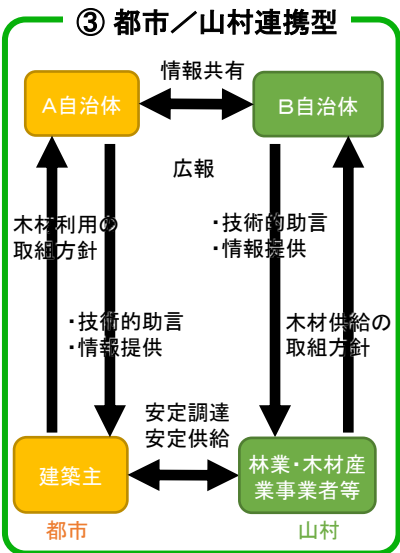 ③ 都市／山村連携型
情報共有
A自治体
B自治体
広報
木材利用の
取組方針
・技術的助言
・情報提供
・技術的助言
・情報提供
木材供給の
取組方針
安定調達
安定供給
建築主
林業・木材産
業事業者等
都市
山村